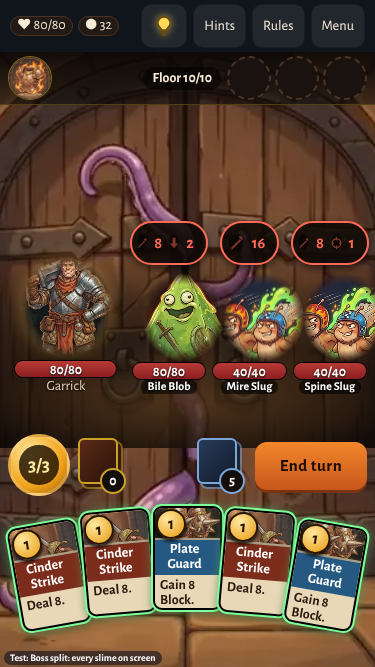 80/80
32
Hints
Rules
Menu
Floor 10/10
8 2
16
8 1
80/80
Garrick
80/80
Bile Blob
40/40
Mire Slug
40/40
Spine Slug
3/3
0
5
End turn
1
Cinder
Strike
Deal 8.
1
Cinder
Strike
Deal 8.
1
Plate
Guard
Gain 8
Block.
1
Cinder
Strike
Deal 8.
1
Plate
Guard
Gain 8
Block.
Test: Boss split: every slime on screen